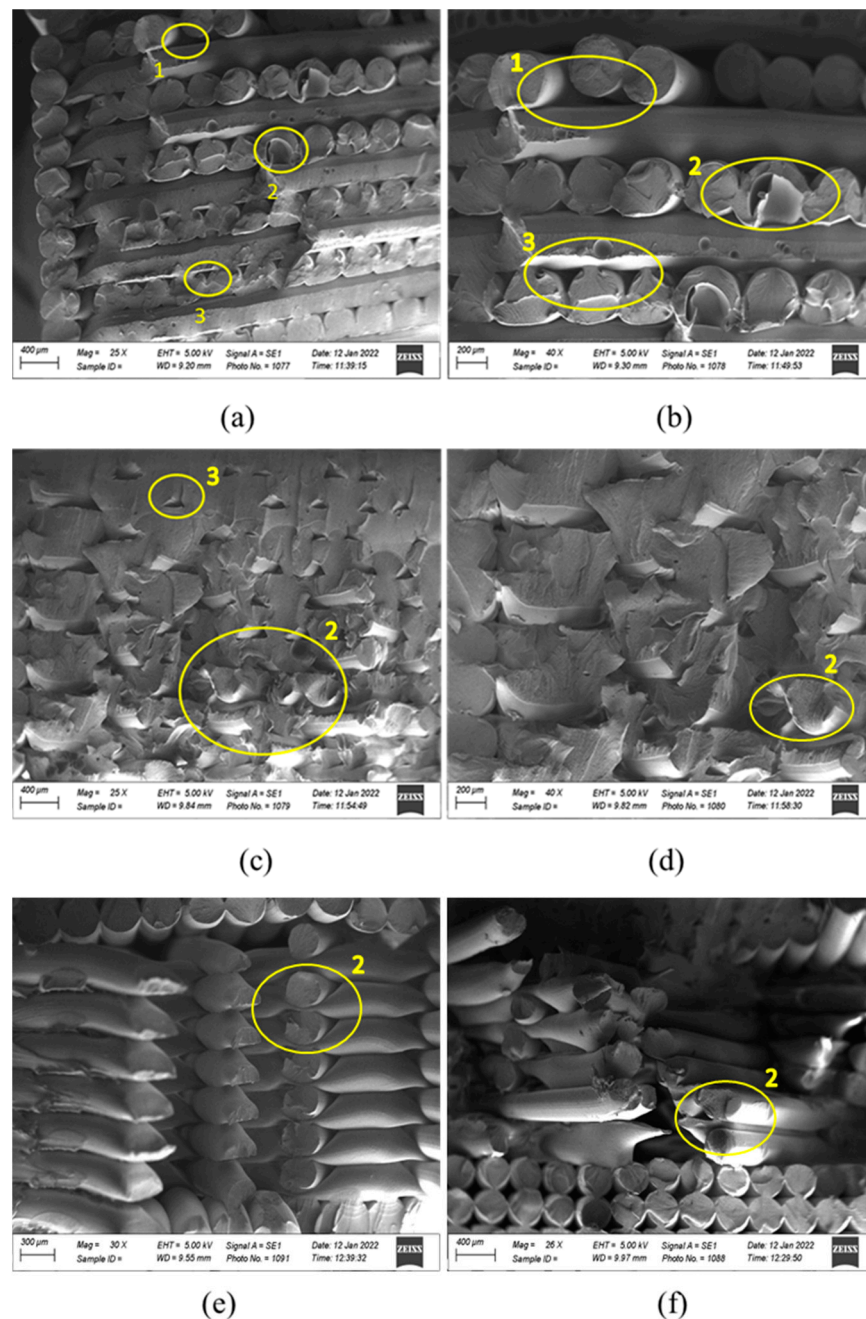 1
2
3
400 µm
Mag = 25 X
EHT = 5.00 kV
Signal A = SE1
Date: 12 Jan 2022
Sample ID =
WD = 9.20 mm
Photo No. = 1077
Time: 11:39:15
ZEISS
(a)
1
2
3
200 µm
Mag = 40 X
EHT = 5.00 kV
Signal A = SE1
Date: 12 Jan 2022
Sample ID =
WD = 9.30 mm
Photo No. = 1078
Time: 11:49:53
ZEISS
(b)
3
2
400 µm
Mag = 25 X
EHT = 5.00 kV
Signal A = SE1
Date: 12 Jan 2022
Sample ID =
WD = 9.84 mm
Photo No. = 1079
Time: 11:54:49
ZEISS
(c)
2
200 µm
Mag = 40 X
EHT = 5.00 kV
Signal A = SE1
Date: 12 Jan 2022
Sample ID =
WD = 9.82 mm
Photo No. = 1080
Time: 11:58:30
ZEISS
(d)
2
300 µm
Mag = 30 X
EHT = 5.00 kV
Signal A = SE1
Date: 12 Jan 2022
Sample ID =
WD = 9.55 mm
Photo No. = 1091
Time: 12:39:32
ZEISS
(e)
2
400 µm
Mag = 26 X
EHT = 5.00 kV
Signal A = SE1
Date: 12 Jan 2022
Sample ID =
WD = 9.97 mm
Photo No. = 1088
Time: 12:29:50
ZEISS
(f)